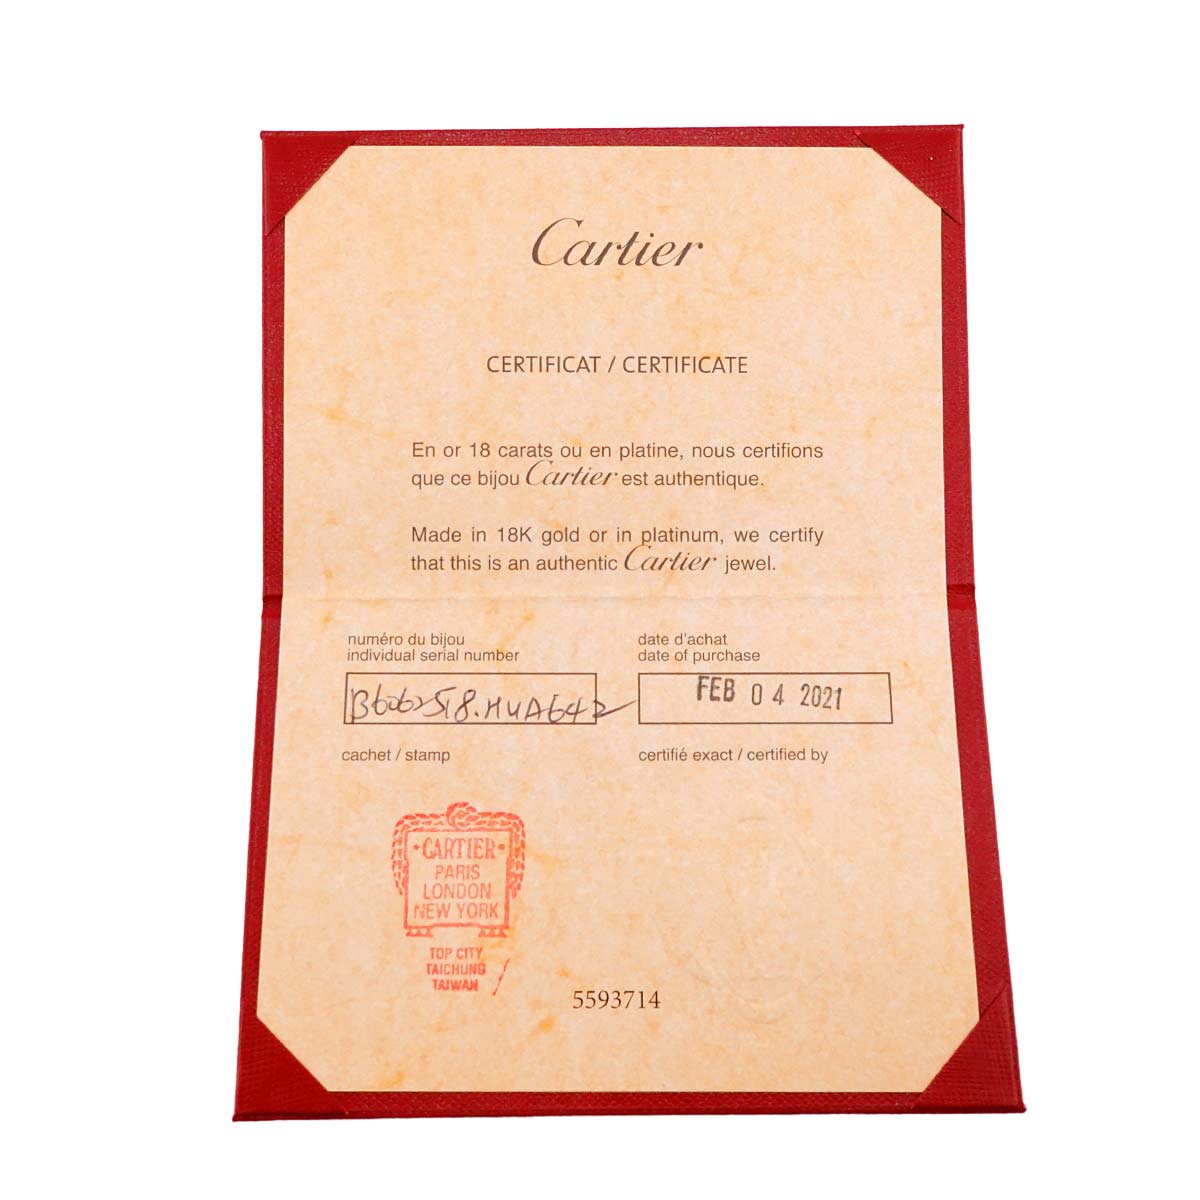 Cartier
CERTIFICAT / CERTIFICATE
En or 18 carats ou en platine, nous certifions
que ce bijou Cartier est authentique.
Made in 18K gold or in platinum, we certify
that this is an authentic Cartier jewel.
numéro du bijou
individual serial number
B6062518.HUA642
date d'achat
date of purchase
FEB 04 2021
cachet / stamp
certifié exact / certified by
·CARTIER·
PARIS
LONDON
NEW YORK
TOP CITY
TAICHUNG
TAIWAN
5593714